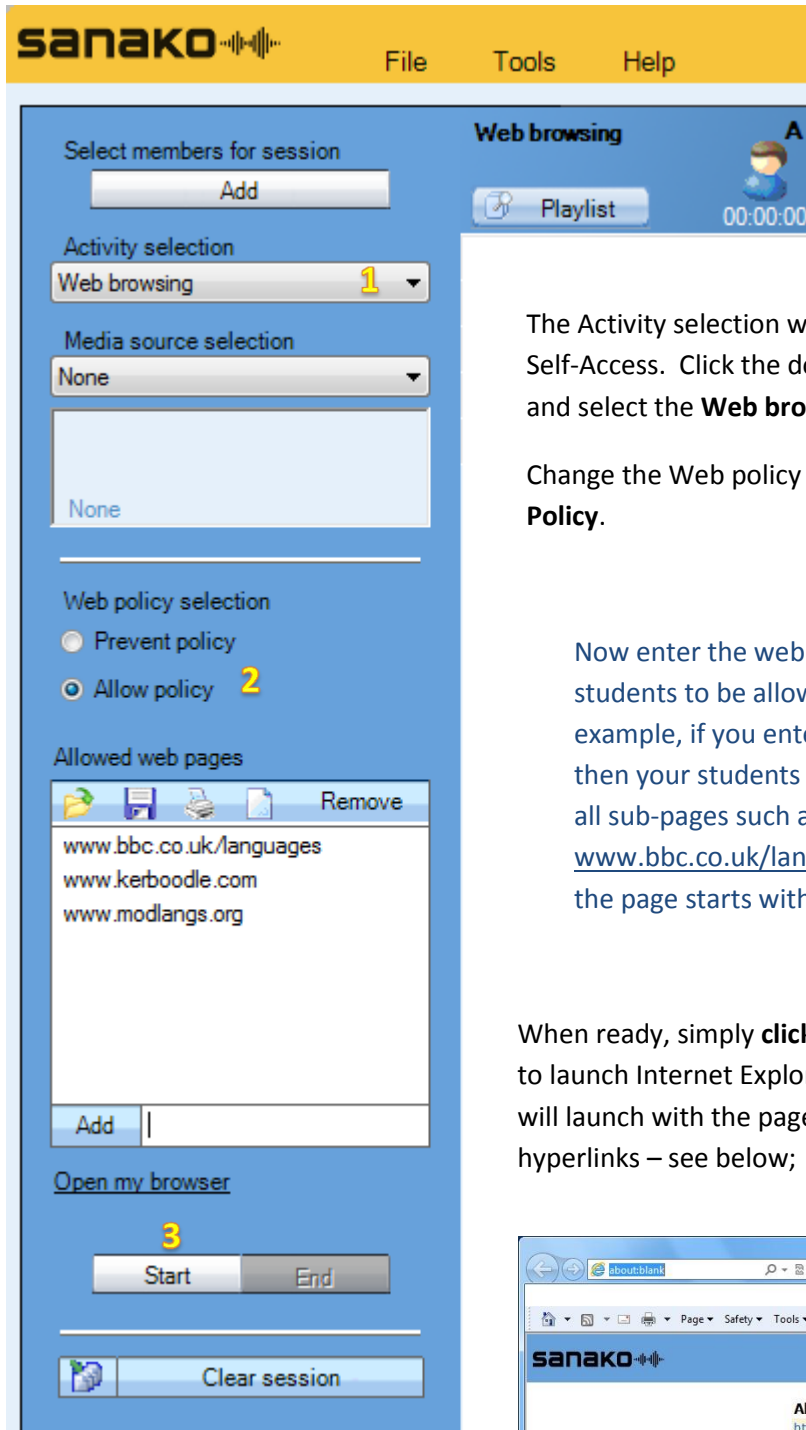 sanako
File Tools Help
Select members for session
Add
Activity selection
Web browsing 1
Media source selection
None
None
Web policy selection
Prevent policy
Allow policy 2
Allowed web pages
Remove
www.bbc.co.uk/languages
www.kerboodle.com
www.modlangs.org
Add
Open my browser
3
Start End
Clear session
Web browsing A
Playlist 00:00:00
The Activity selection w
Self-Access. Click the d
and select the Web bro
Change the Web policy
Policy.
Now enter the web
students to be allow
example, if you ente
then your students
all sub-pages such a
www.bbc.co.uk/lan
the page starts with
When ready, simply click
to launch Internet Explor
will launch with the page
hyperlinks – see below;
about:blank
Page Safety Tools
sanako
Al
ht